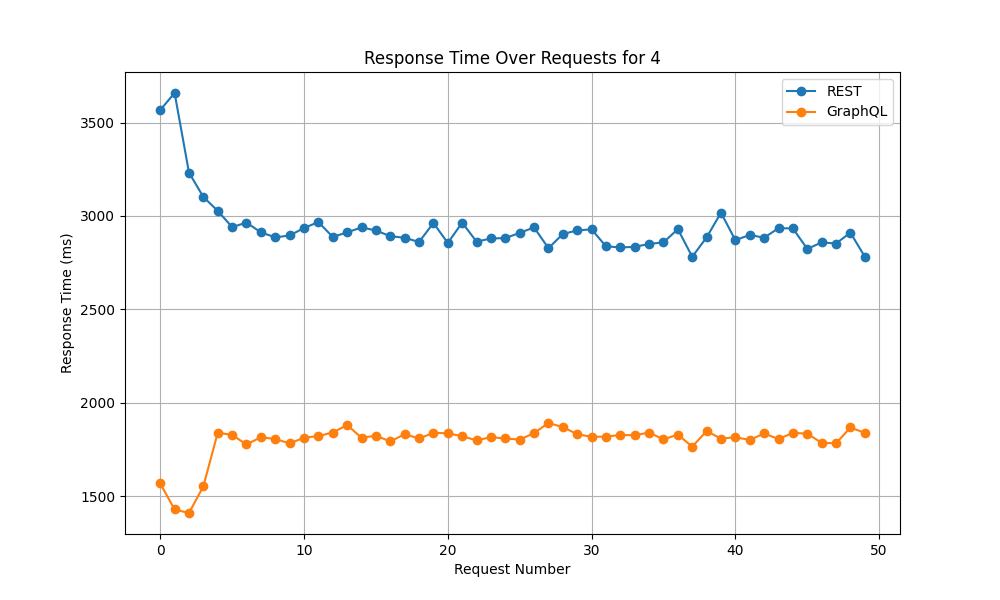 Response Time Over Requests for 4
REST
GraphQL
Response Time (ms)
3500
3000
2500
2000
1500
0 10 20 30 40 50
Request Number